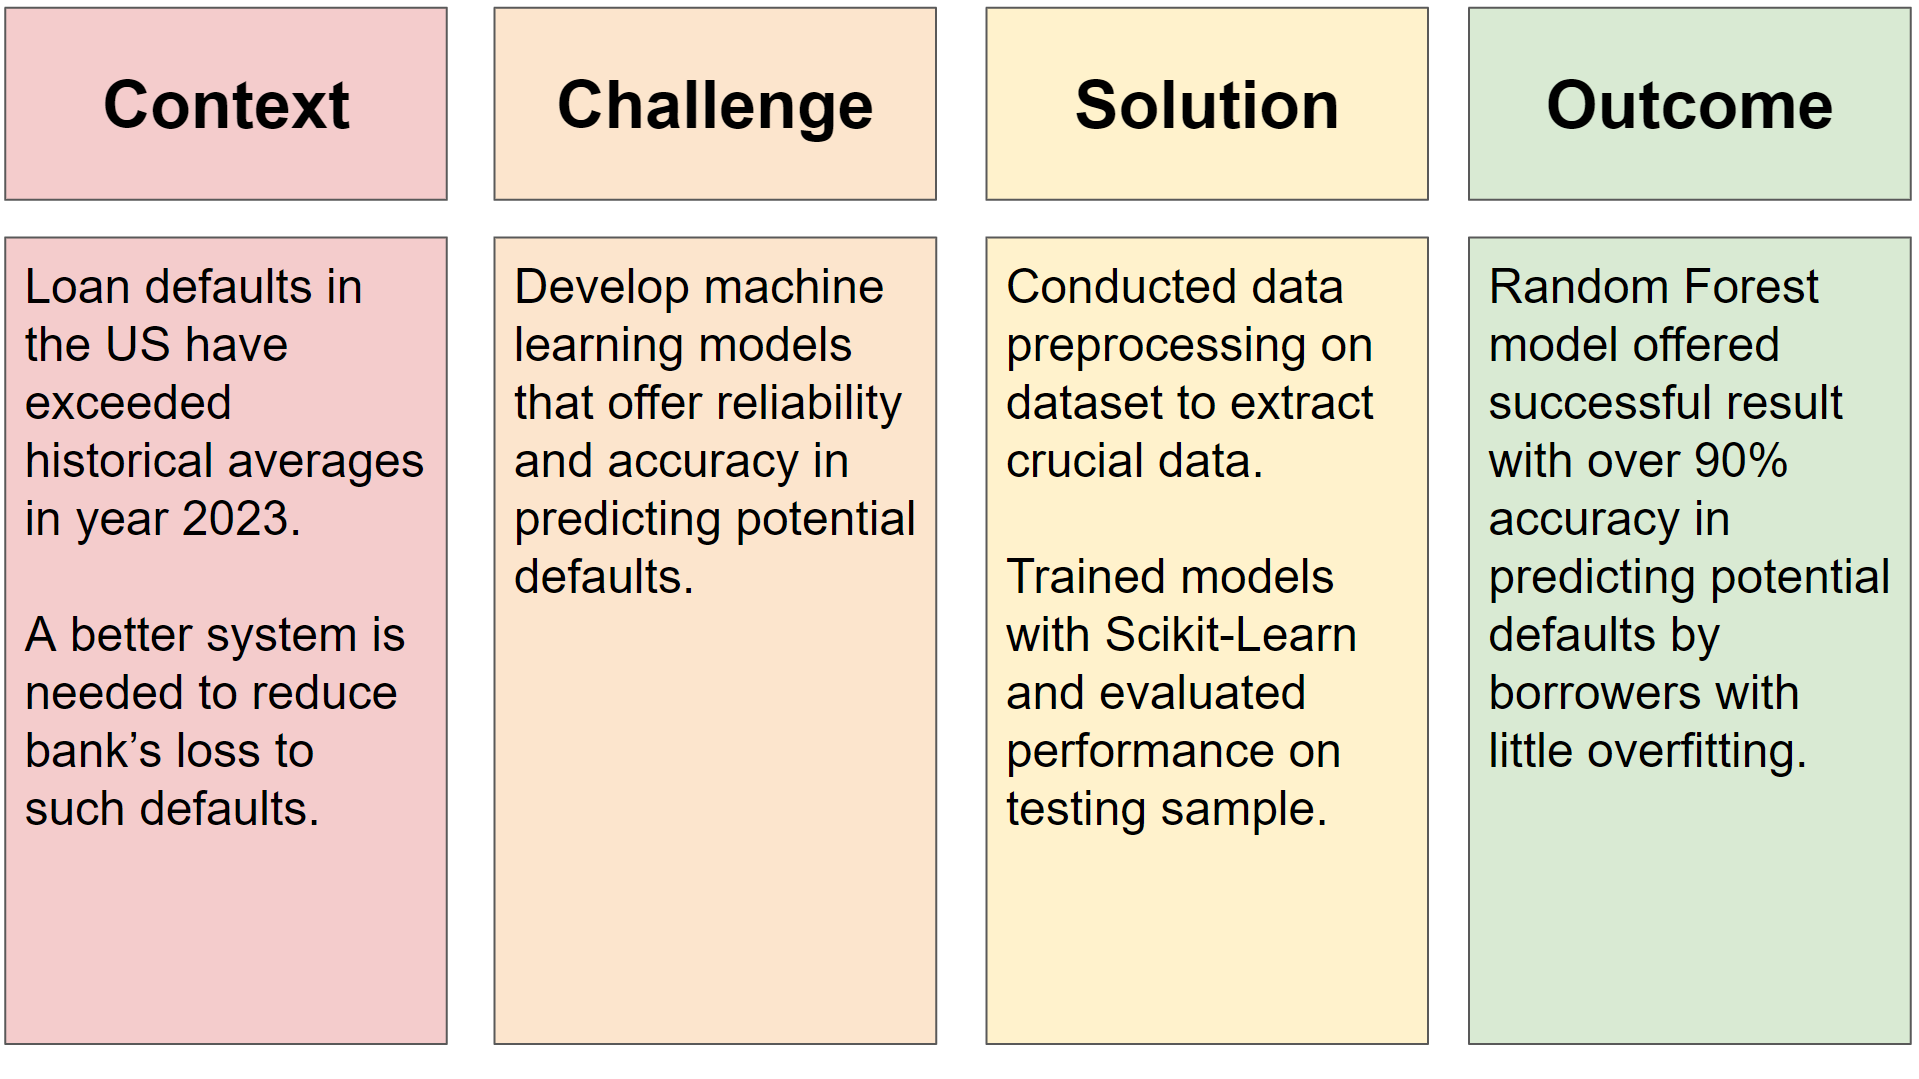 Context
Challenge
Solution
Outcome
Loan defaults in
the US have
exceeded
historical averages
in year 2023.
A better system is
needed to reduce
bank’s loss to
such defaults.
Develop machine
learning models
that offer reliability
and accuracy in
predicting potential
defaults.
Conducted data
preprocessing on
dataset to extract
crucial data.
Trained models
with Scikit-Learn
and evaluated
performance on
testing sample.
Random Forest
model offered
successful result
with over 90%
accuracy in
predicting potential
defaults by
borrowers with
little overfitting.